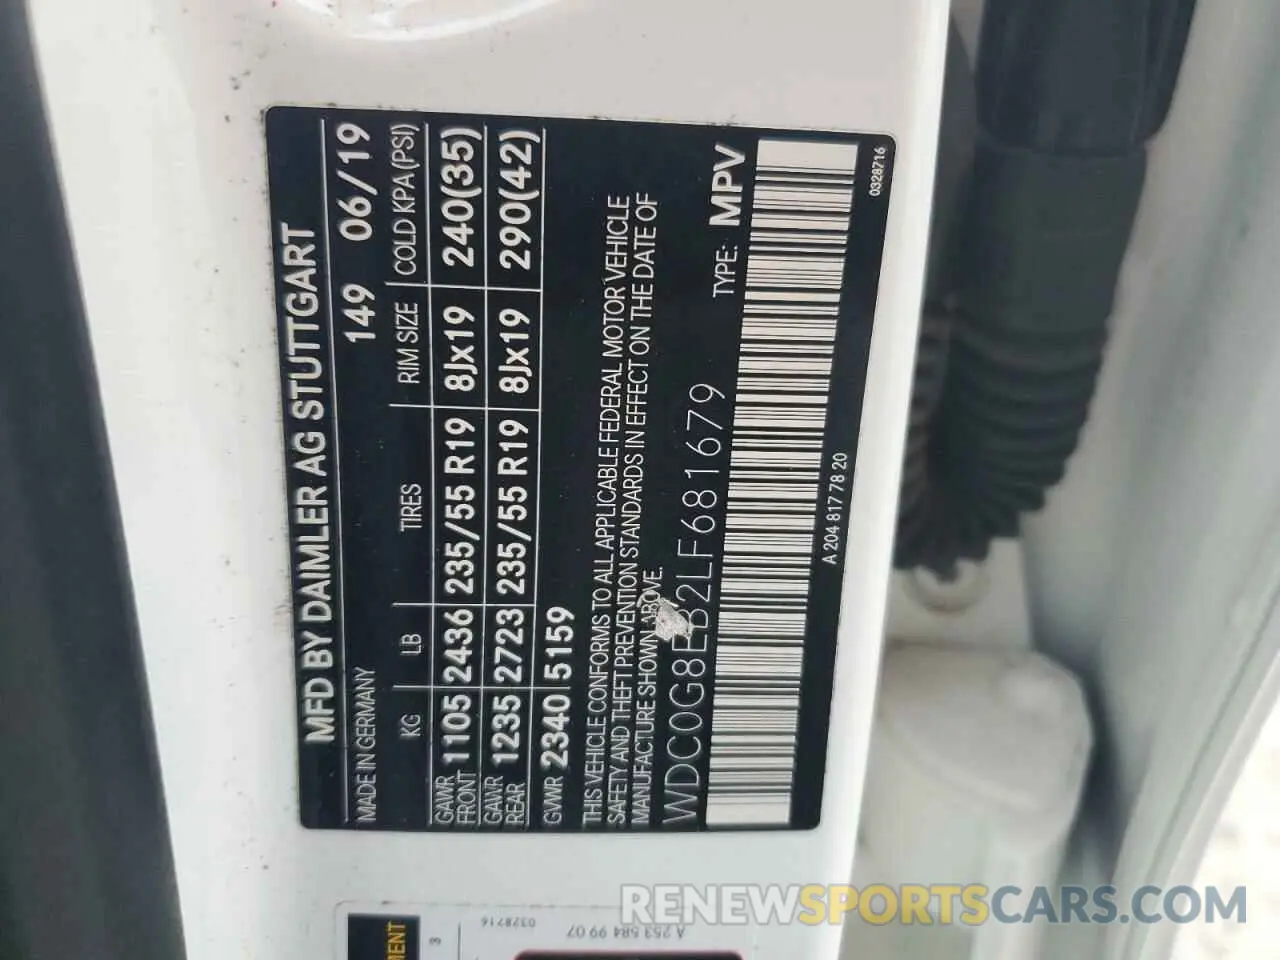 MFD BY DAIMLER AG STUTTGART
MADE IN GERMANY 149 06/19
KG LB TIRES RIM SIZE COLD KPA (PSI)
GAWR FRONT 1105 2436 235/55 R19 8Jx19 240(35)
GAWR REAR 1235 2723 235/55 R19 8Jx19 290(42)
GVWR 2340 5159
THIS VEHICLE CONFORMS TO ALL APPLICABLE FEDERAL MOTOR VEHICLE
SAFETY AND THEFT PREVENTION STANDARDS IN EFFECT ON THE DATE OF
MANUFACTURE SHOWN ABOVE.
WDC0G8EB2LF681679 TYPE: MPV
A 204 817 78 20
0328716
3
0328716
A 253 584 99 07
RENEWSPORTSCARS.COM